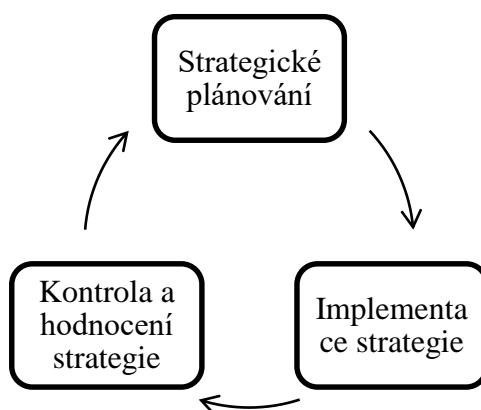 Strategické
plánování
Kontrola a
hodnocení
strategie
Implementa
ce strategie